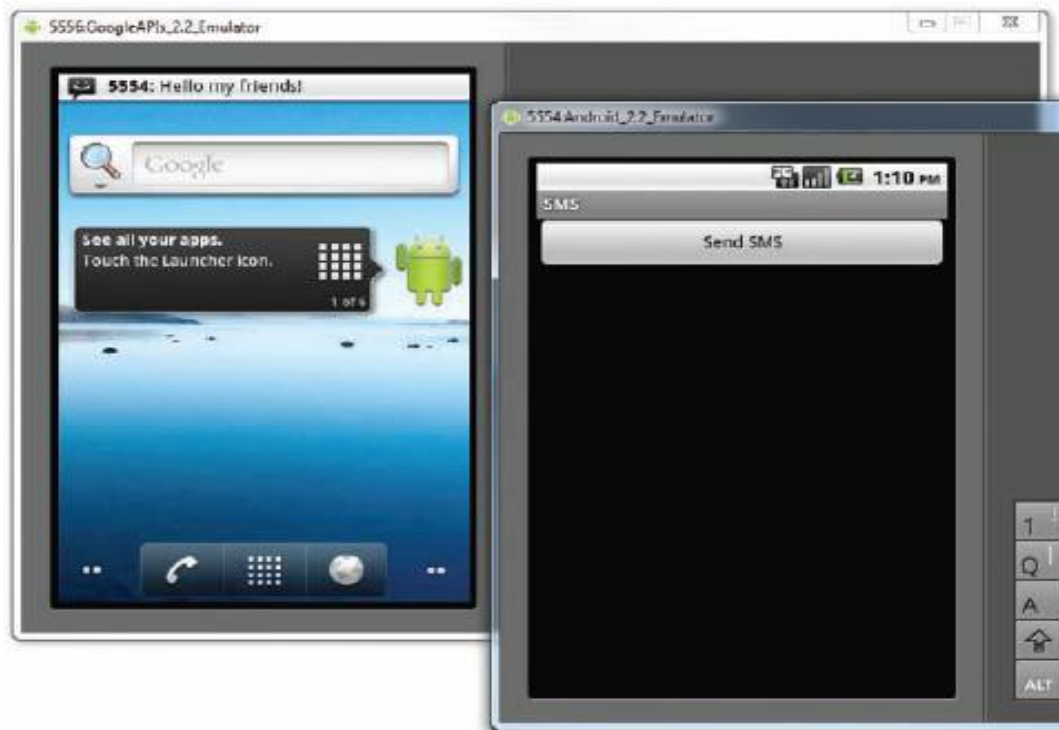 5556:GoogleAPIs_2.2_Emulator
5554: Hello my friends!
Google
See all your apps.
Touch the Launcher icon.
1 of 6
5554:Android_2.2_Emulator
3G
1:10 PM
SMS
Send SMS
1
Q
A
ALT